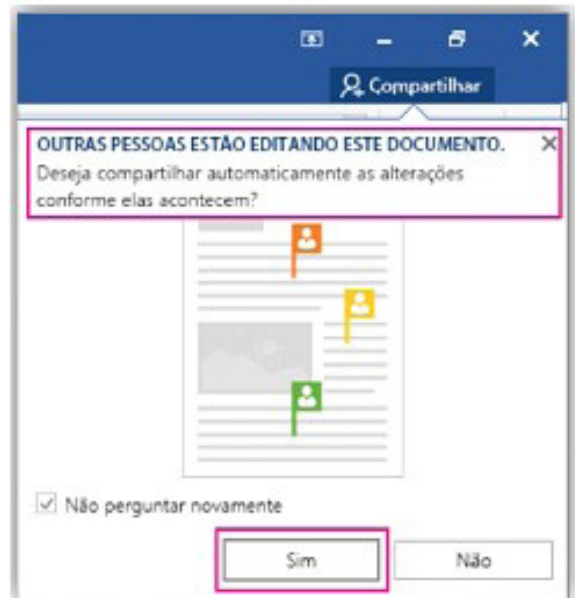 Compartilhar
OUTRAS PESSOAS ESTÃO EDITANDO ESTE DOCUMENTO.
Deseja compartilhar automaticamente as alterações
conforme elas acontecem?
Não perguntar novamente
Sim
Não